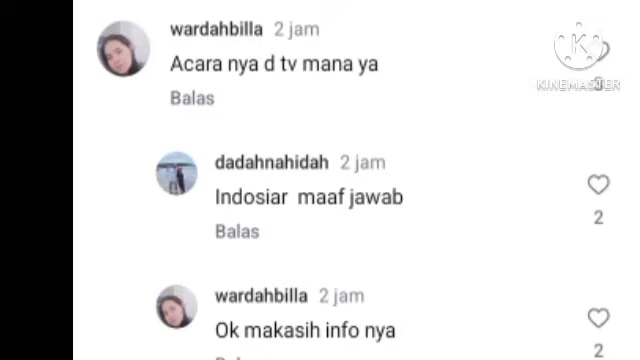 wardahbilla 2 jam
Acara nya d tv mana ya
Balas
KINEMASTER
dadahnahidah 2 jam
Indosiar maaf jawab
2
Balas
wardahbilla 2 jam
Ok makasih info nya
2